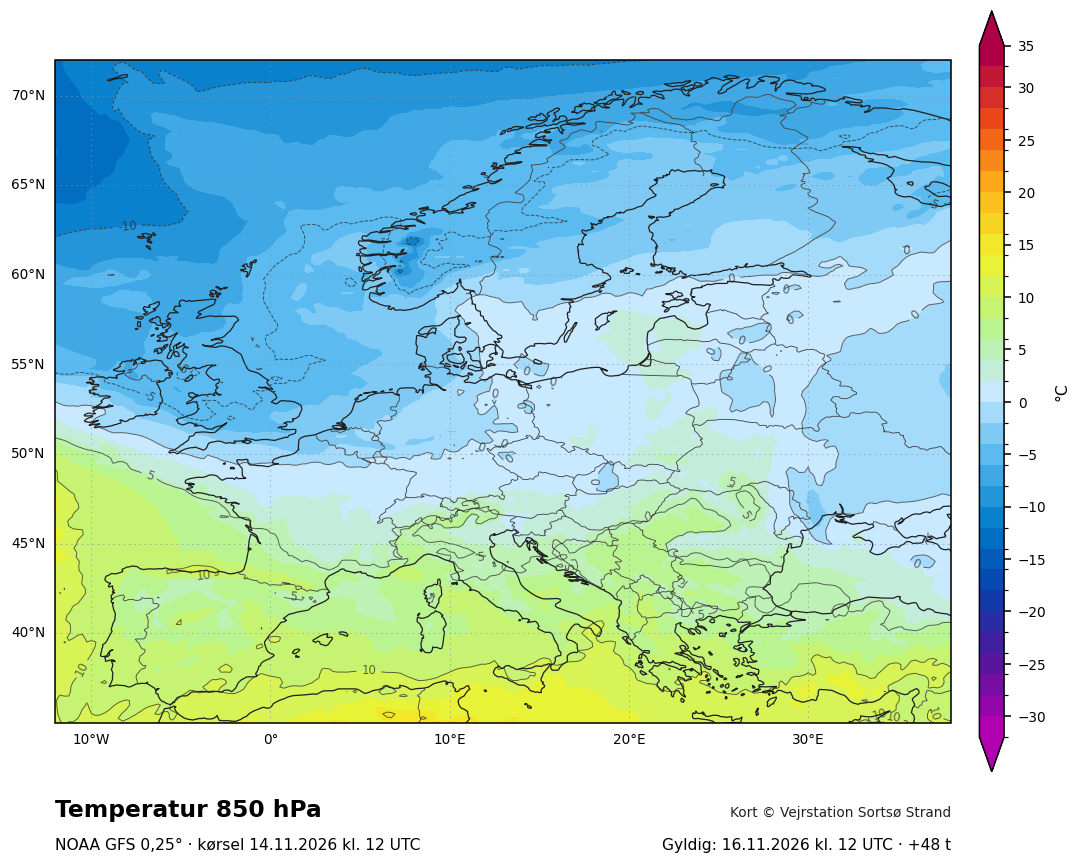 35
30
25
20
15
10
5
0
−5
−10
−15
−20
−25
−30
°C
70°N
65°N
60°N
55°N
50°N
45°N
40°N
10°W
0°
10°E
20°E
30°E
Temperatur 850 hPa
Kort © Vejrstation Sortsø Strand
NOAA GFS 0,25° · kørsel 14.11.2026 kl. 12 UTC
Gyldig: 16.11.2026 kl. 12 UTC · +48 t